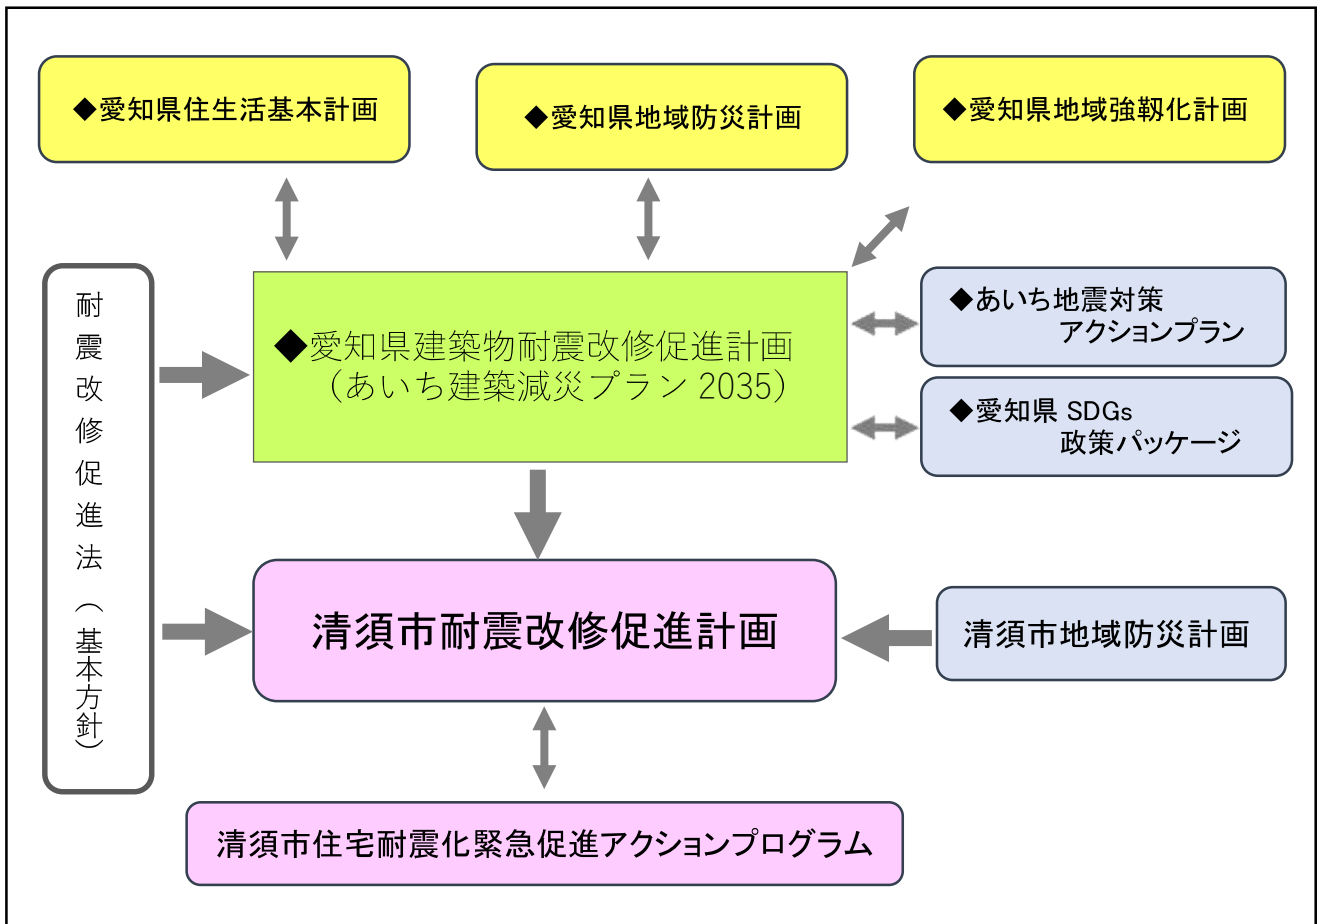 ◆愛知県住生活基本計画
◆愛知県地域防災計画
◆愛知県地域強靱化計画
耐震改修促進法（基本方針）
◆愛知県建築物耐震改修促進計画
（あいち建築減災プラン 2035）
◆あいち地震対策
アクションプラン
◆愛知県 SDGs
政策パッケージ
清須市耐震改修促進計画
清須市地域防災計画
清須市住宅耐震化緊急促進アクションプログラム